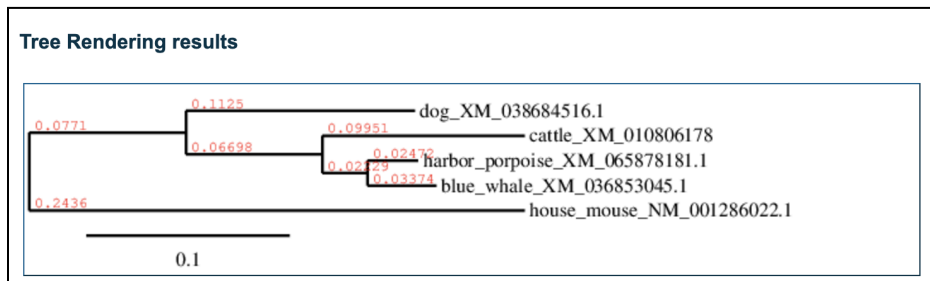 Tree Rendering results
0.1125
dog_XM_038684516.1
0.0771
0.09951
cattle_XM_010806178
0.06698
0.02472
harbor_porpoise_XM_065878181.1
0.03374
blue_whale_XM_036853045.1
0.2436
house_mouse_NM_001286022.1
0.1